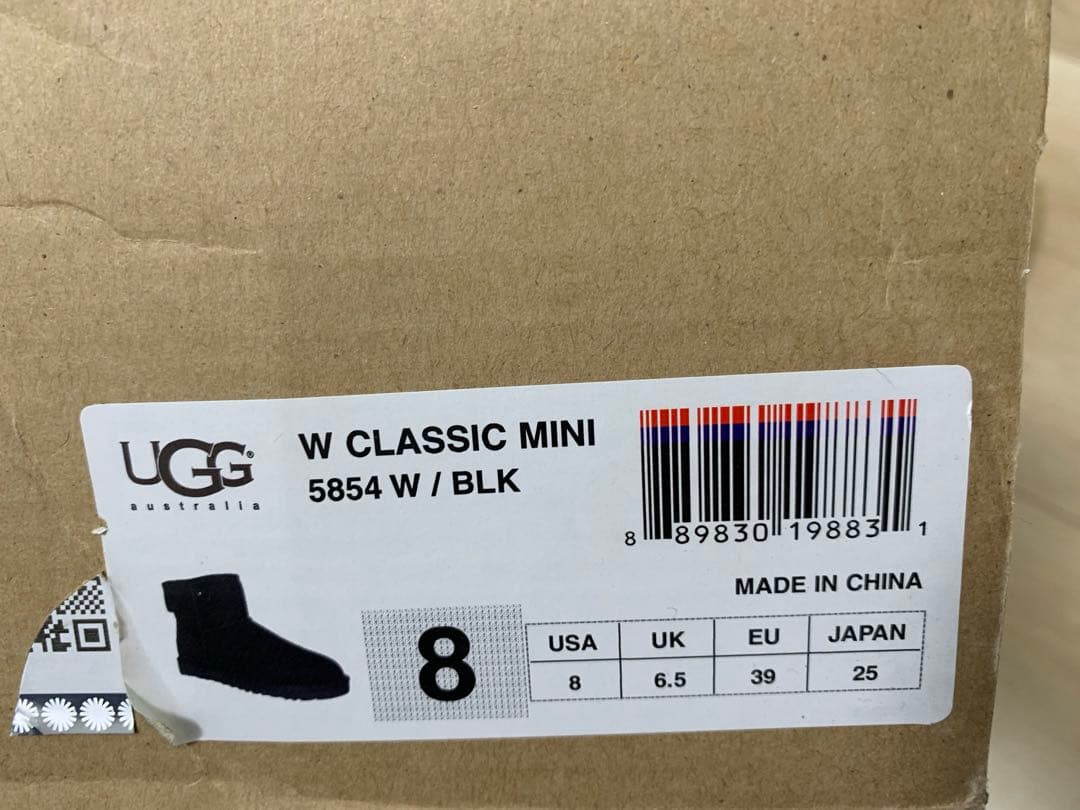 UGG®
australia
W CLASSIC MINI
5854 W / BLK
8 89830 19883 1
MADE IN CHINA
8
USA UK EU JAPAN
8 6.5 39 25